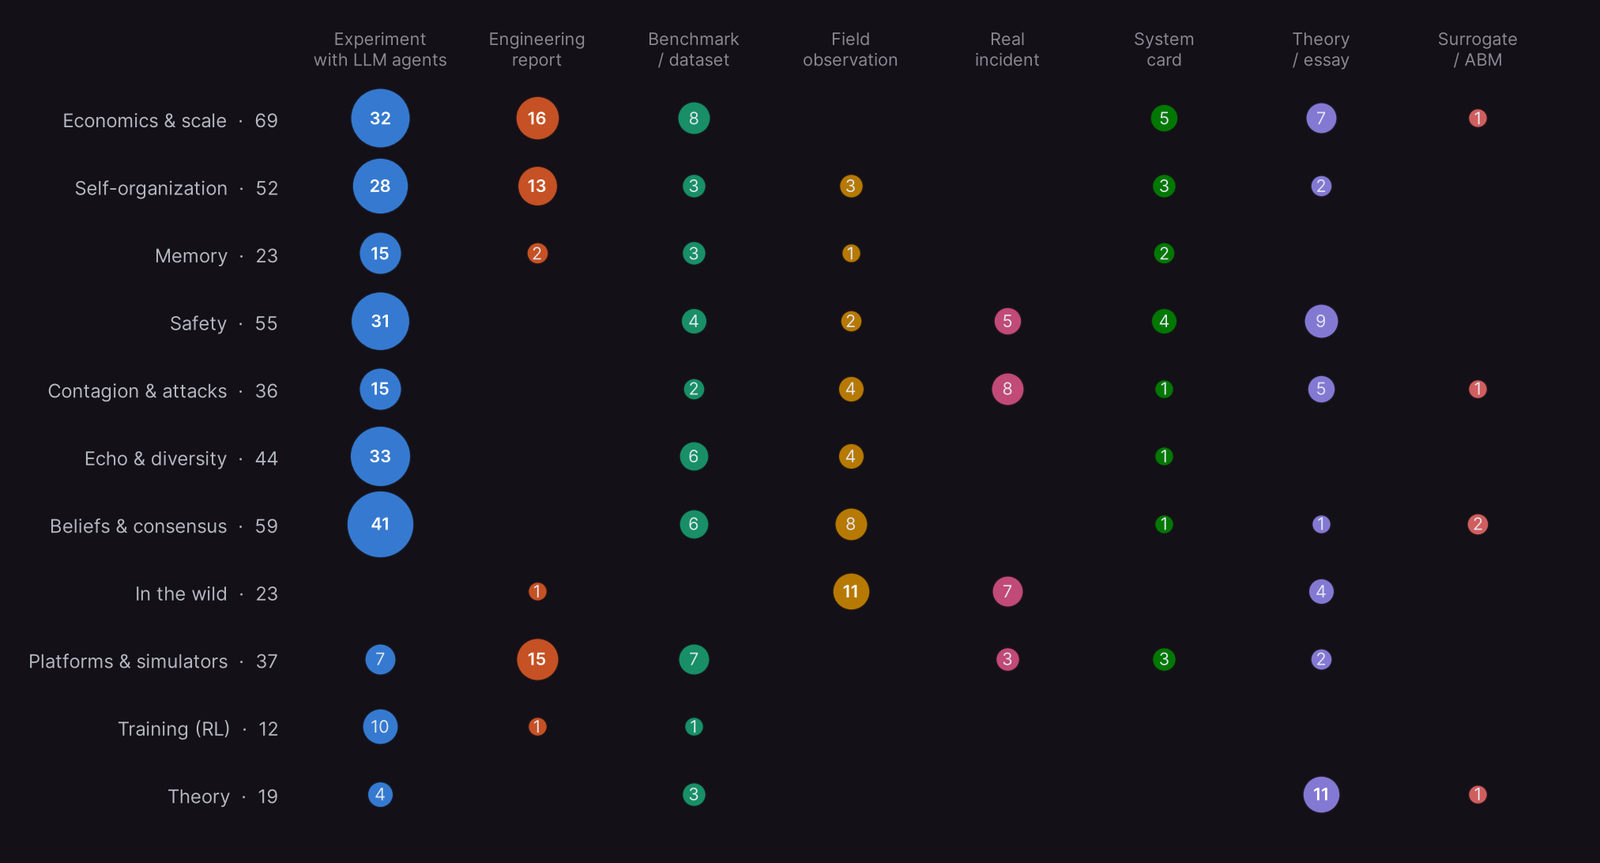 Experiment with LLM agents
Engineering report
Benchmark / dataset
Field observation
Real incident
System card
Theory / essay
Surrogate / ABM
Economics & scale · 69 32 16 8 5 7 1
Self-organization · 52 28 13 3 3 3 2
Memory · 23 15 2 3 1 2
Safety · 55 31 4 2 5 4 9
Contagion & attacks · 36 15 2 4 8 1 5 1
Echo & diversity · 44 33 6 4 1
Beliefs & consensus · 59 41 6 8 1 1 2
In the wild · 23 1 11 7 4
Platforms & simulators · 37 7 15 7 3 3 2
Training (RL) · 12 10 1 1
Theory · 19 4 3 11 1